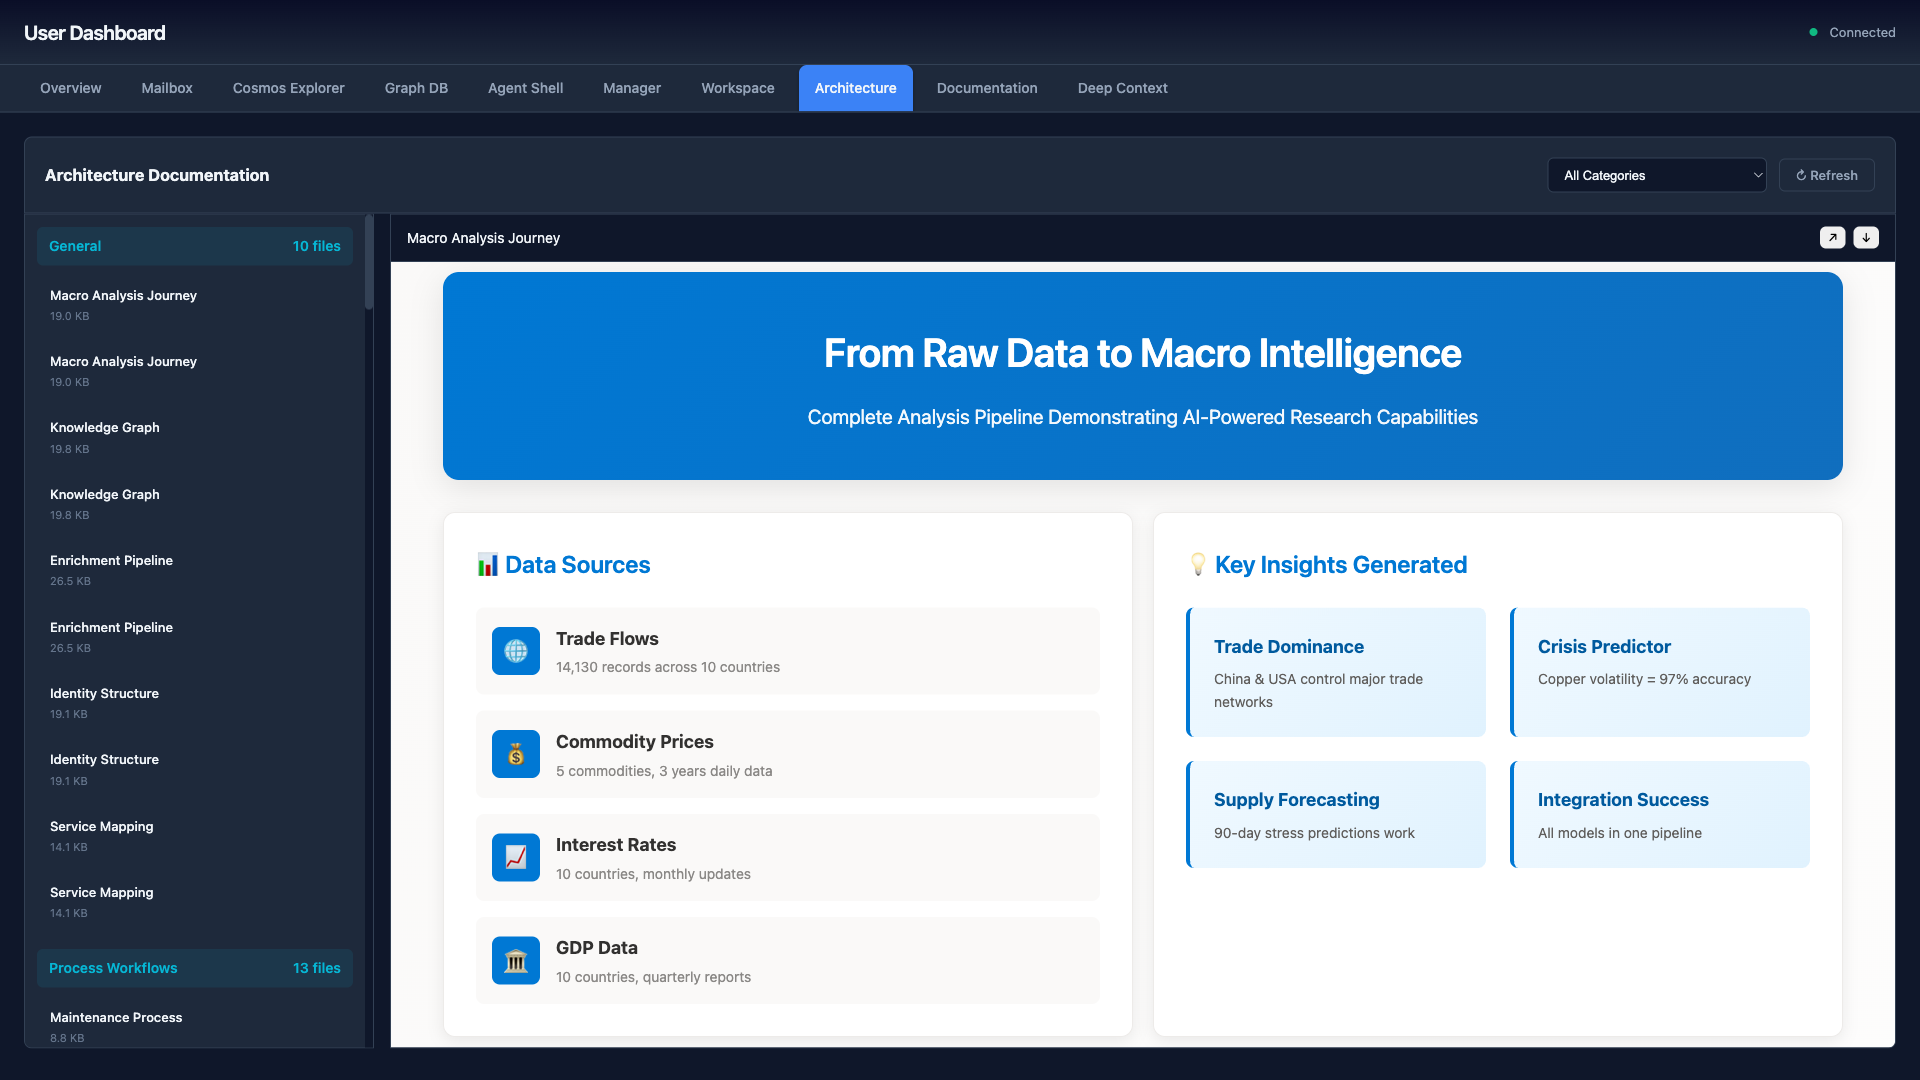 User Dashboard
Connected
Overview
Mailbox
Cosmos Explorer
Graph DB
Agent Shell
Manager
Workspace
Architecture
Documentation
Deep Context
Architecture Documentation
All Categories
Refresh
General
10 files
Macro Analysis Journey
19.0 KB
Macro Analysis Journey
19.0 KB
Knowledge Graph
19.8 KB
Knowledge Graph
19.8 KB
Enrichment Pipeline
26.5 KB
Enrichment Pipeline
26.5 KB
Identity Structure
19.1 KB
Identity Structure
19.1 KB
Service Mapping
14.1 KB
Service Mapping
14.1 KB
Process Workflows
13 files
Maintenance Process
8.8 KB
Macro Analysis Journey
From Raw Data to Macro Intelligence
Complete Analysis Pipeline Demonstrating AI-Powered Research Capabilities
Data Sources
Trade Flows
14,130 records across 10 countries
Commodity Prices
5 commodities, 3 years daily data
Interest Rates
10 countries, monthly updates
GDP Data
10 countries, quarterly reports
Key Insights Generated
Trade Dominance
China & USA control major trade
networks
Crisis Predictor
Copper volatility = 97% accuracy
Supply Forecasting
90-day stress predictions work
Integration Success
All models in one pipeline